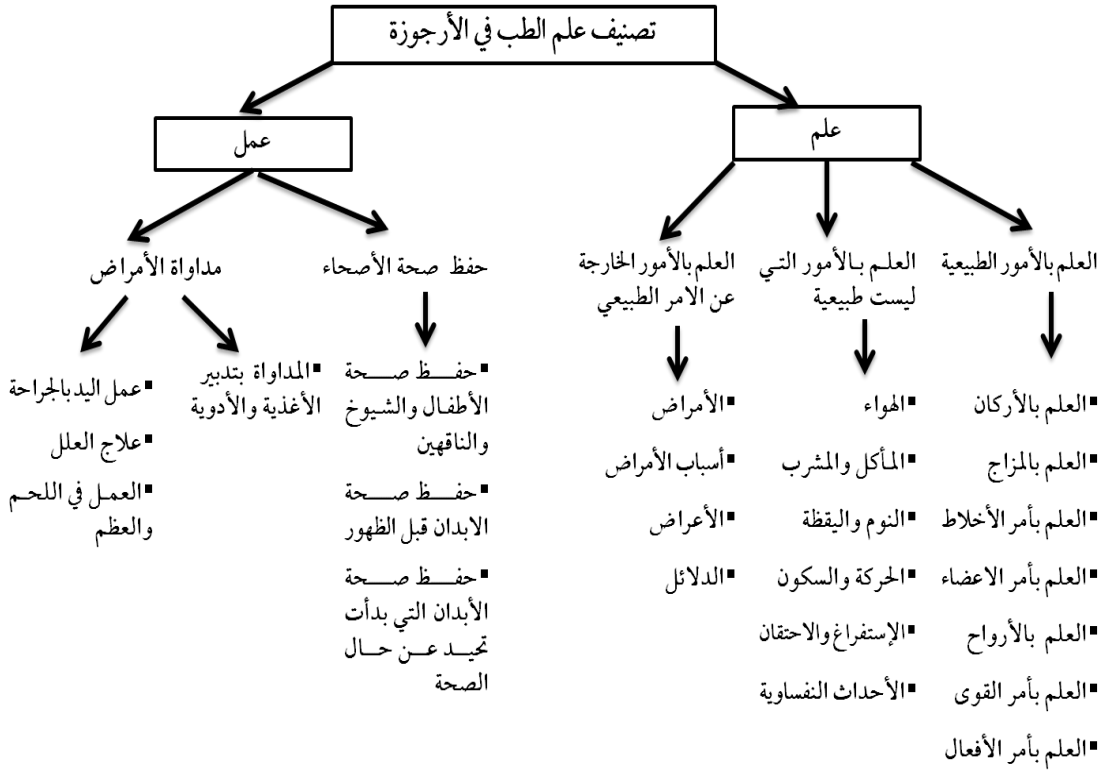 تصنيف علم الطب في الأرجوزة
علم
عمل
العلم بالأمور الطبيعية
▪العلم بالأركان
▪العلم بالمزاج
▪العلم بأمر الأخلاط
▪العلم بأمر الاعضاء
▪العلم بالأرواح
▪العلم بأمر القوى
▪العلم بأمر الأفعال
العلم بالأمور التي
ليست طبيعية
▪الهواء
▪المأكل والمشرب
▪النوم واليقظة
▪الحركة والسكون
▪الإستفراغ والاحتقان
▪الأحداث النفساوية
العلم بالأمور الخارجة
عن الامر الطبيعي
▪الأمراض
▪أسباب الأمراض
▪الأعراض
▪الدلائل
حفظ صحة الأصحاء
▪حفظ صحة
الأطفال والشيوخ
والناقهين
▪حفظ صحة
الابدان قبل الظهور
▪حفظ صحة
الأبدان التي بدأت
تحيد عن حال
الصحة
مداواة الأمراض
▪المداواة بتدبير
الأغذية والأدوية
▪عمل اليد بالجراحة
▪علاج العلل
▪العمل في اللحم
والعظم